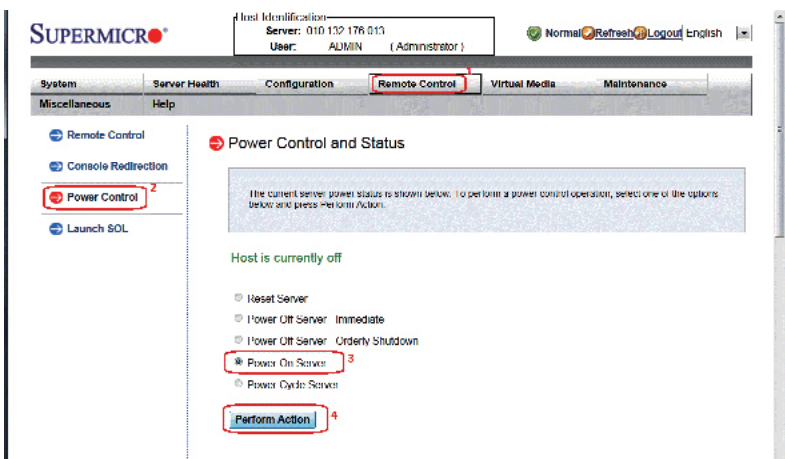 Host Identification
SUPERMICRO
Server: 010 132 176 013
User: ADMIN ( Administrator )
Normal Refresh Logout English
1
System Server Health Configuration Remote Control Virtual Media Maintenance
Miscellaneous Help
Remote Control
Console Redirection
Power Control 2
Launch SOL
Power Control and Status
The current server power status is shown below. To perform a power control operation, select one of the options
below and press Perform Action.
Host is currently off
Reset Server
Power Off Server Immediate
Power Off Server Orderly Shutdown
Power On Server 3
Power Cycle Server
Perform Action 4